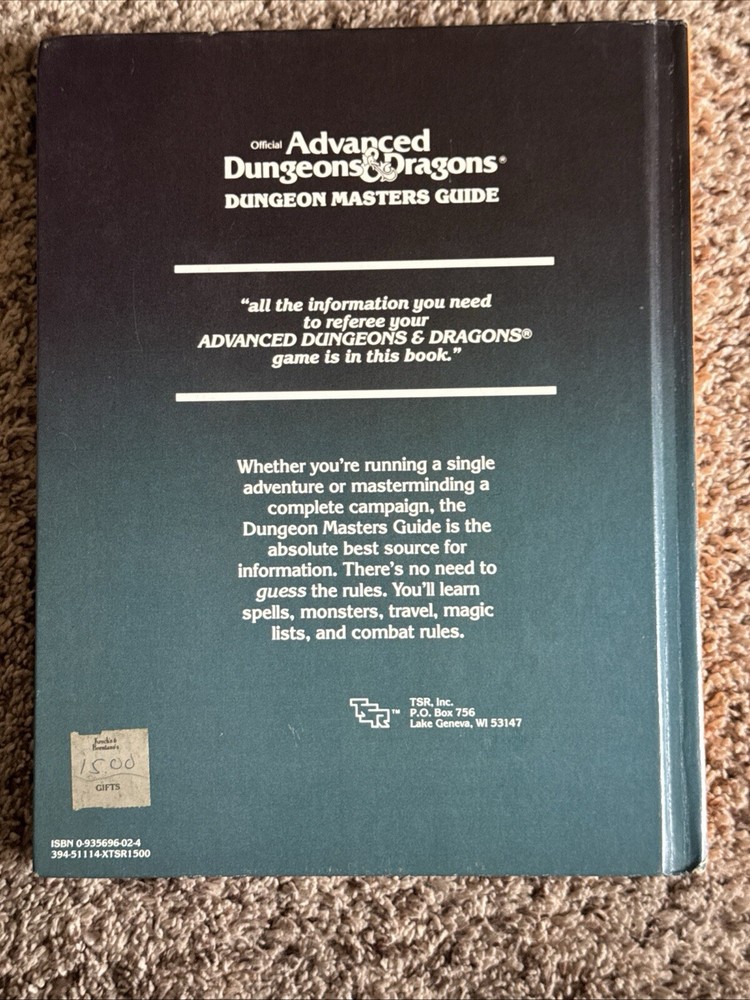 Official Advanced
Dungeons & Dragons®
DUNGEON MASTERS GUIDE
“all the information you need
to referee your
ADVANCED DUNGEONS & DRAGONS®
game is in this book.”
Whether you're running a single
adventure or masterminding a
complete campaign, the
Dungeon Masters Guide is the
absolute best source for
information. There's no need to
guess the rules. You'll learn
spells, monsters, travel, magic
lists, and combat rules.
TSR™
TSR, Inc.
P.O. Box 756
Lake Geneva, WI 53147
15.00
GIFTS
ISBN 0-935696-02-4
394-51114-XTSR1500